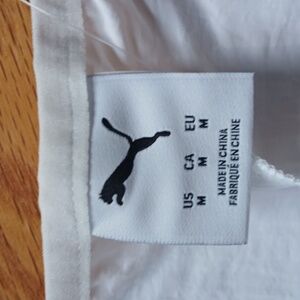 US CA EU
M M M
MADE IN CHINA
FABRIQUÉ EN CHINE